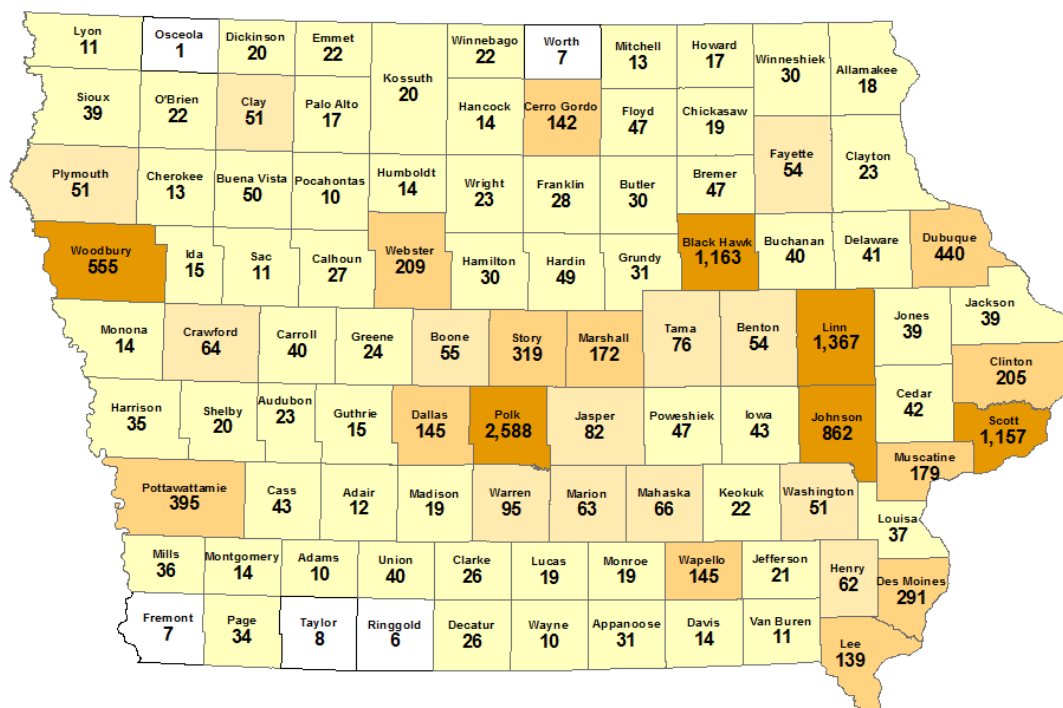 Lyon
11
Osceola
1
Dickinson
20
Emmet
22
Winnebago
22
Worth
7
Mitchell
13
Howard
17
Winneshiek
30
Allamakee
18
Kossuth
20
Sioux
39
O'Brien
22
Clay
51
Palo Alto
17
Hancock
14
Cerro Gordo
142
Floyd
47
Chickasaw
19
Fayette
54
Clayton
23
Plymouth
51
Cherokee
13
Buena Vista
50
Pocahontas
10
Humboldt
14
Wright
23
Franklin
28
Butler
30
Bremer
47
Woodbury
555
Ida
15
Sac
11
Calhoun
27
Webster
209
Hamilton
30
Hardin
49
Grundy
31
Black Hawk
1,163
Buchanan
40
Delaware
41
Dubuque
440
Monona
14
Crawford
64
Carroll
40
Greene
24
Boone
55
Story
319
Marshall
172
Tama
76
Benton
54
Linn
1,367
Jones
39
Jackson
39
Clinton
205
Harrison
35
Shelby
20
Audubon
23
Guthrie
15
Dallas
145
Polk
2,588
Jasper
82
Poweshiek
47
Iowa
43
Johnson
862
Cedar
42
Scott
1,157
Muscatine
179
Pottawattamie
395
Cass
43
Adair
12
Madison
19
Warren
95
Marion
63
Mahaska
66
Keokuk
22
Washington
51
Louisa
37
Mills
36
Montgomery
14
Adams
10
Union
40
Clarke
26
Lucas
19
Monroe
19
Wapello
145
Jefferson
21
Henry
62
Des Moines
291
Fremont
7
Page
34
Taylor
8
Ringgold
6
Decatur
26
Wayne
10
Appanoose
31
Davis
14
Van Buren
11
Lee
139